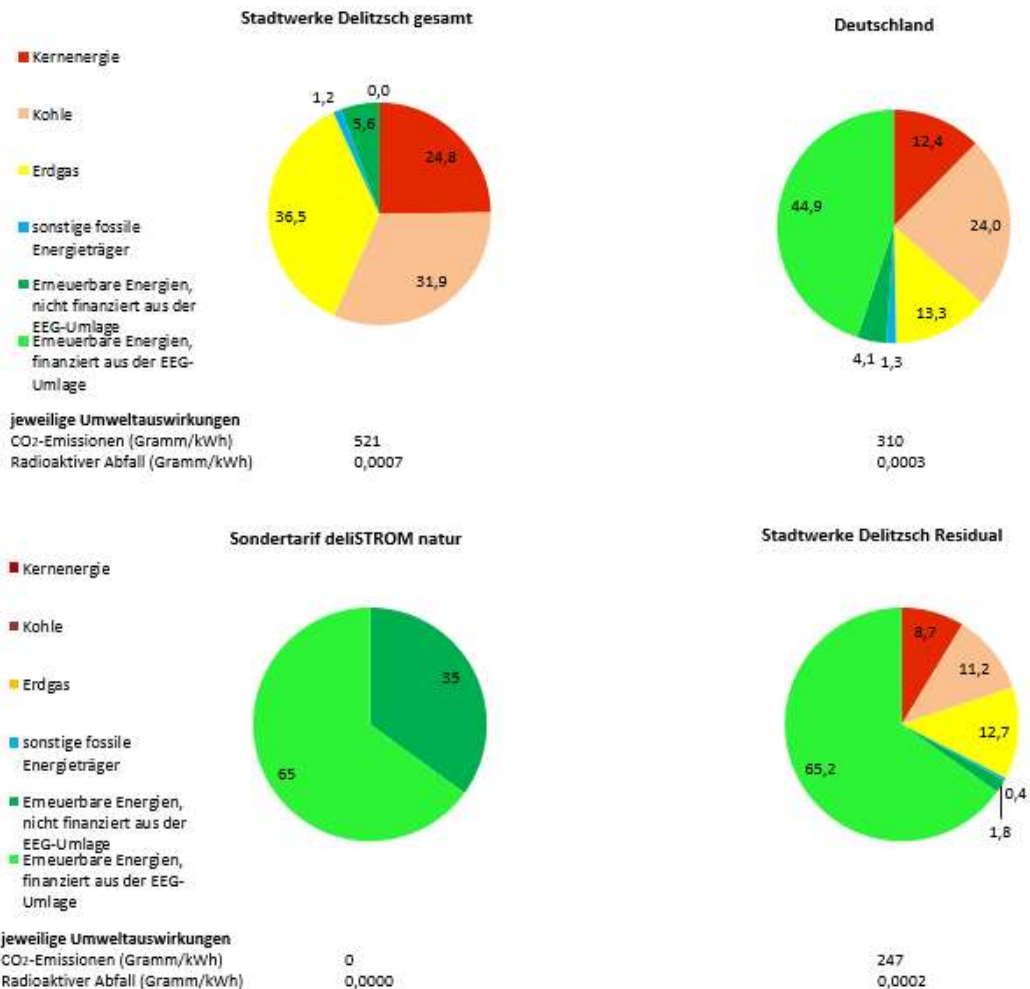 Stadtwerke Delitzsch gesamt
Kernenergie
Kohle
Erdgas
sonstige fossile
Energieträger
Erneuerbare Energien,
nicht finanziert aus der
EEG-Umlage
Erneuerbare Energien,
finanziert aus der EEG-
Umlage
0,0
1,2
5,6
24,8
36,5
31,9
Deutschland
12,4
44,9
24,0
13,3
4,1
1,3
jeweilige Umweltauswirkungen
CO2-Emissionen (Gramm/kWh) 521 310
Radioaktiver Abfall (Gramm/kWh) 0,0007 0,0003
Sondertarif deliSTROM natur
Kernenergie
Kohle
Erdgas
sonstige fossile
Energieträger
Erneuerbare Energien,
nicht finanziert aus der
EEG-Umlage
Erneuerbare Energien,
finanziert aus der EEG-
Umlage
35
65
Stadtwerke Delitzsch Residual
8,7
11,2
12,7
65,2
0,4
1,8
jeweilige Umweltauswirkungen
CO2-Emissionen (Gramm/kWh) 0 247
Radioaktiver Abfall (Gramm/kWh) 0,0000 0,0002